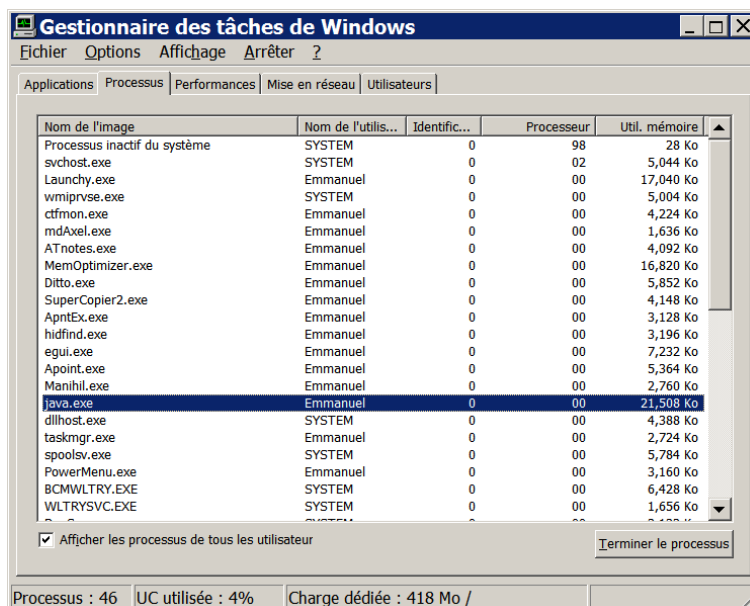 Gestionnaire des tâches de Windows
Fichier Options Affichage Arrêter ?
Applications Processus Performances Mise en réseau Utilisateurs
Nom de l'image Nom de l'utilis... Identific... Processeur Util. mémoire
Processus inactif du système SYSTEM 0 98 28 Ko
svchost.exe SYSTEM 0 02 5,044 Ko
Launchy.exe Emmanuel 0 00 17,040 Ko
wmiprvse.exe SYSTEM 0 00 5,004 Ko
ctfmon.exe Emmanuel 0 00 4,224 Ko
mdAxel.exe Emmanuel 0 00 1,636 Ko
ATnotes.exe Emmanuel 0 00 4,092 Ko
MemOptimizer.exe Emmanuel 0 00 16,820 Ko
Ditto.exe Emmanuel 0 00 5,852 Ko
SuperCopier2.exe Emmanuel 0 00 4,148 Ko
ApntEx.exe Emmanuel 0 00 3,128 Ko
hidfind.exe Emmanuel 0 00 3,196 Ko
egui.exe Emmanuel 0 00 7,232 Ko
Apoint.exe Emmanuel 0 00 5,364 Ko
Manihil.exe Emmanuel 0 00 2,760 Ko
java.exe Emmanuel 0 00 21,508 Ko
dllhost.exe SYSTEM 0 00 4,388 Ko
taskmgr.exe Emmanuel 0 00 2,724 Ko
spoolsv.exe SYSTEM 0 00 5,784 Ko
PowerMenu.exe Emmanuel 0 00 3,160 Ko
BCMWLTRY.EXE SYSTEM 0 00 6,428 Ko
WLTRYSVC.EXE SYSTEM 0 00 1,656 Ko
Afficher les processus de tous les utilisateur
Terminer le processus
Processus : 46 UC utilisée : 4% Charge dédiée : 418 Mo /